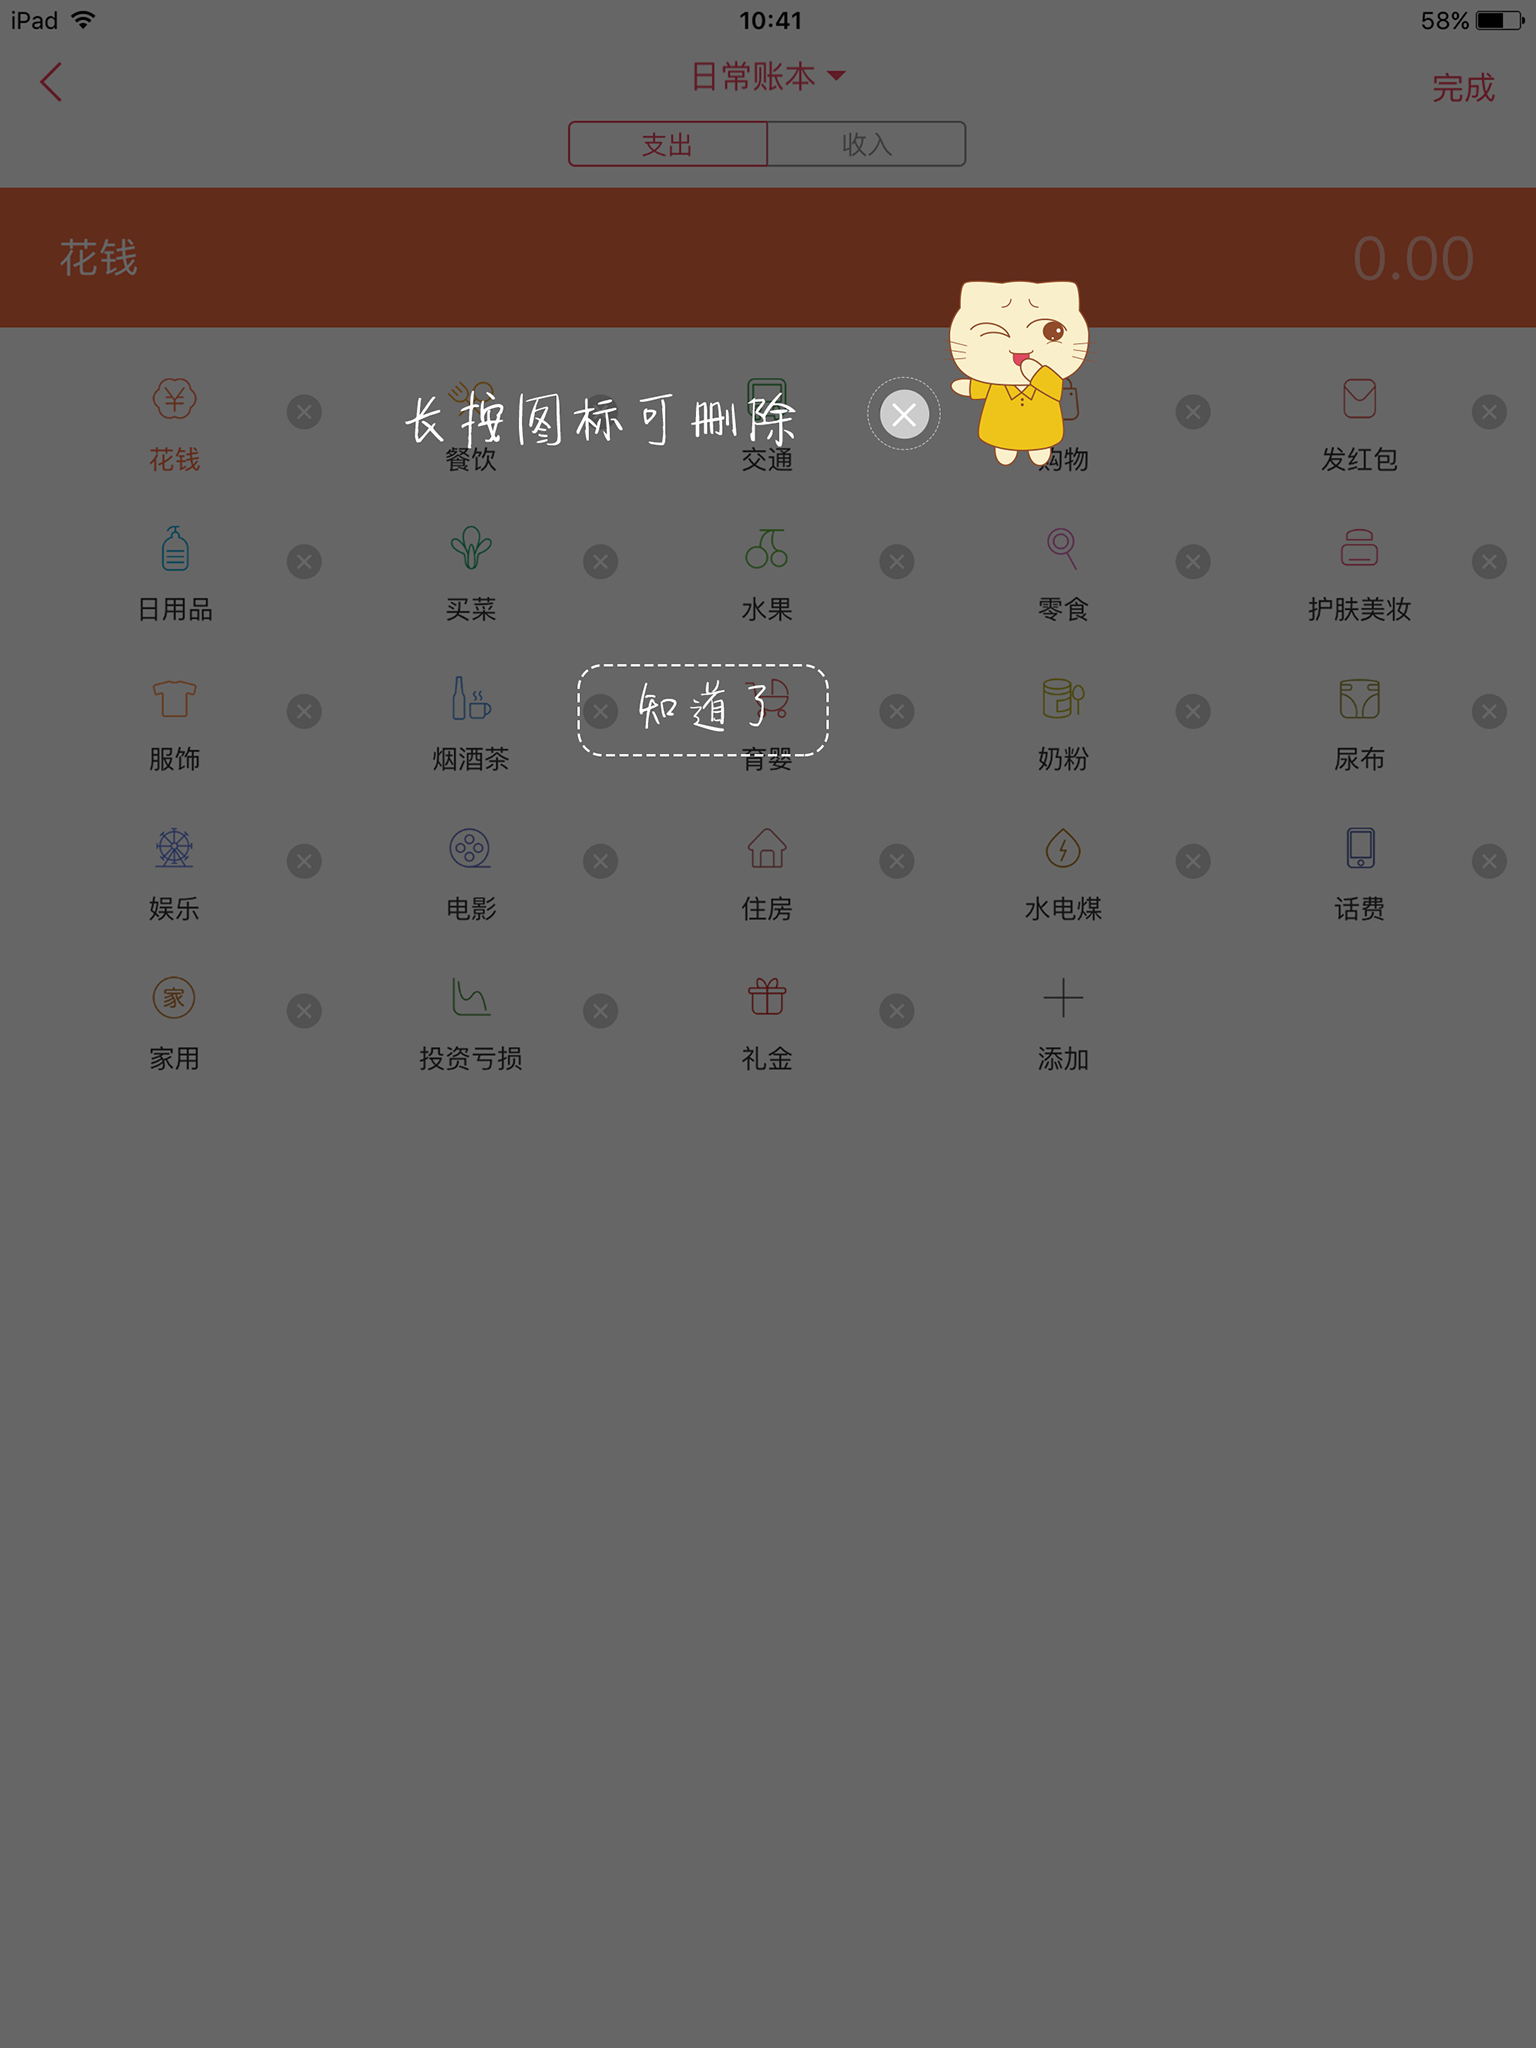 iPad 10:41 58%
日常账本
完成
支出 收入
花钱 0.00
长按图标可删除
花钱 餐饮 交通 购物 发红包
日用品 买菜 水果 零食 护肤美妆
知道了
服饰 烟酒茶 育婴 奶粉 尿布
娱乐 电影 住房 水电煤 话费
家
家用 投资亏损 礼金 添加